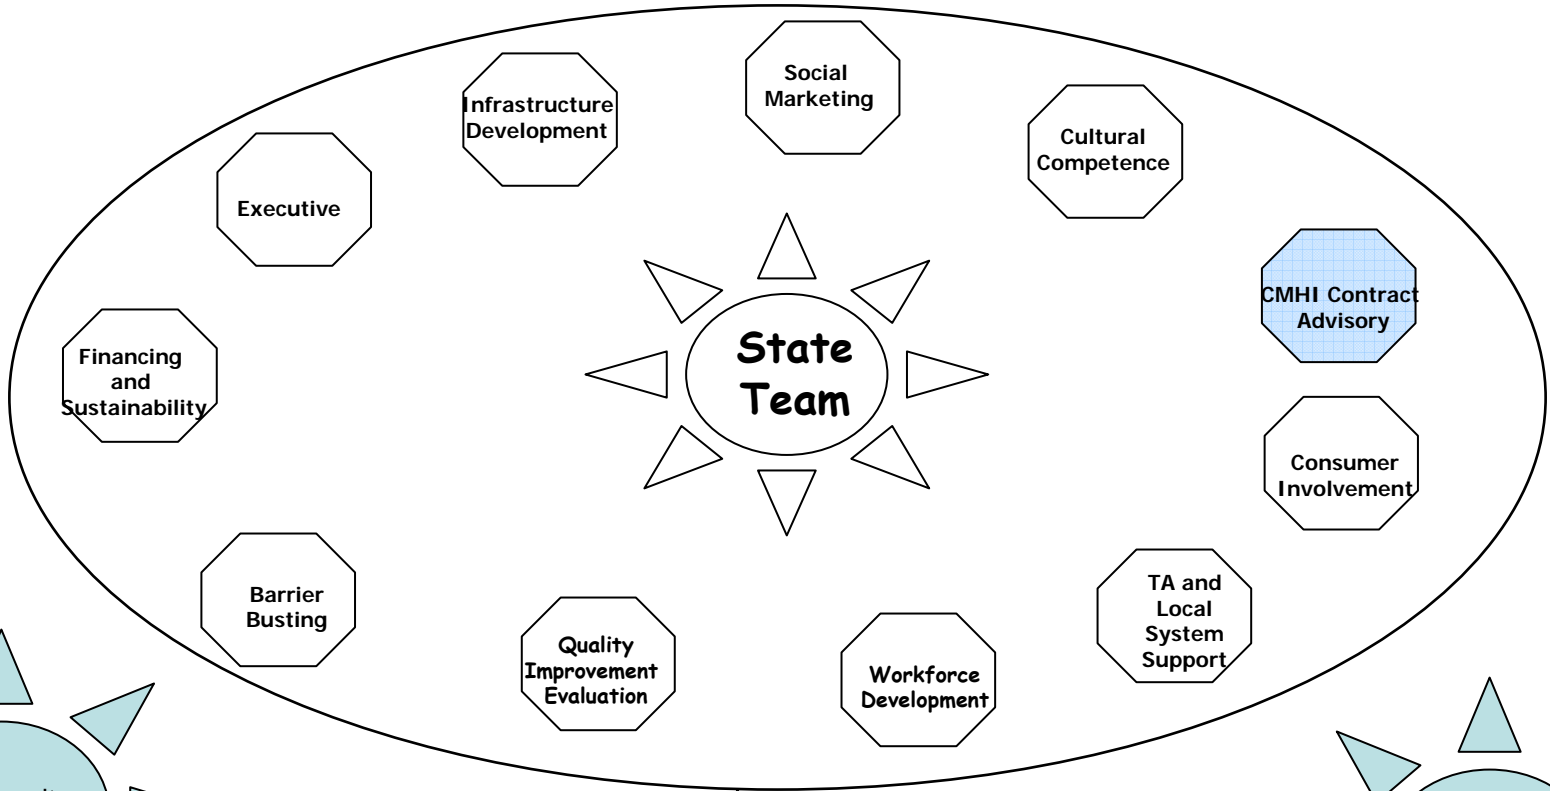 Social
Marketing
Infrastructure
Development
Cultural
Competence
Executive
CMHI Contract
Advisory
State
Team
Financing
and
Sustainability
Consumer
Involvement
Barrier
Busting
TA and
Local
System
Support
Quality
Improvement
Evaluation
Workforce
Development